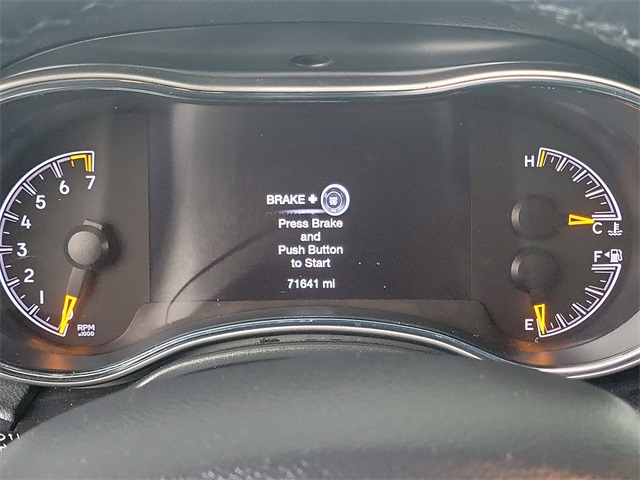 BRAKE +
Press Brake
and
Push Button
to Start
71641 mi
7
6
5
4
3
2
1
0
RPM
x1000
H
C
F
E